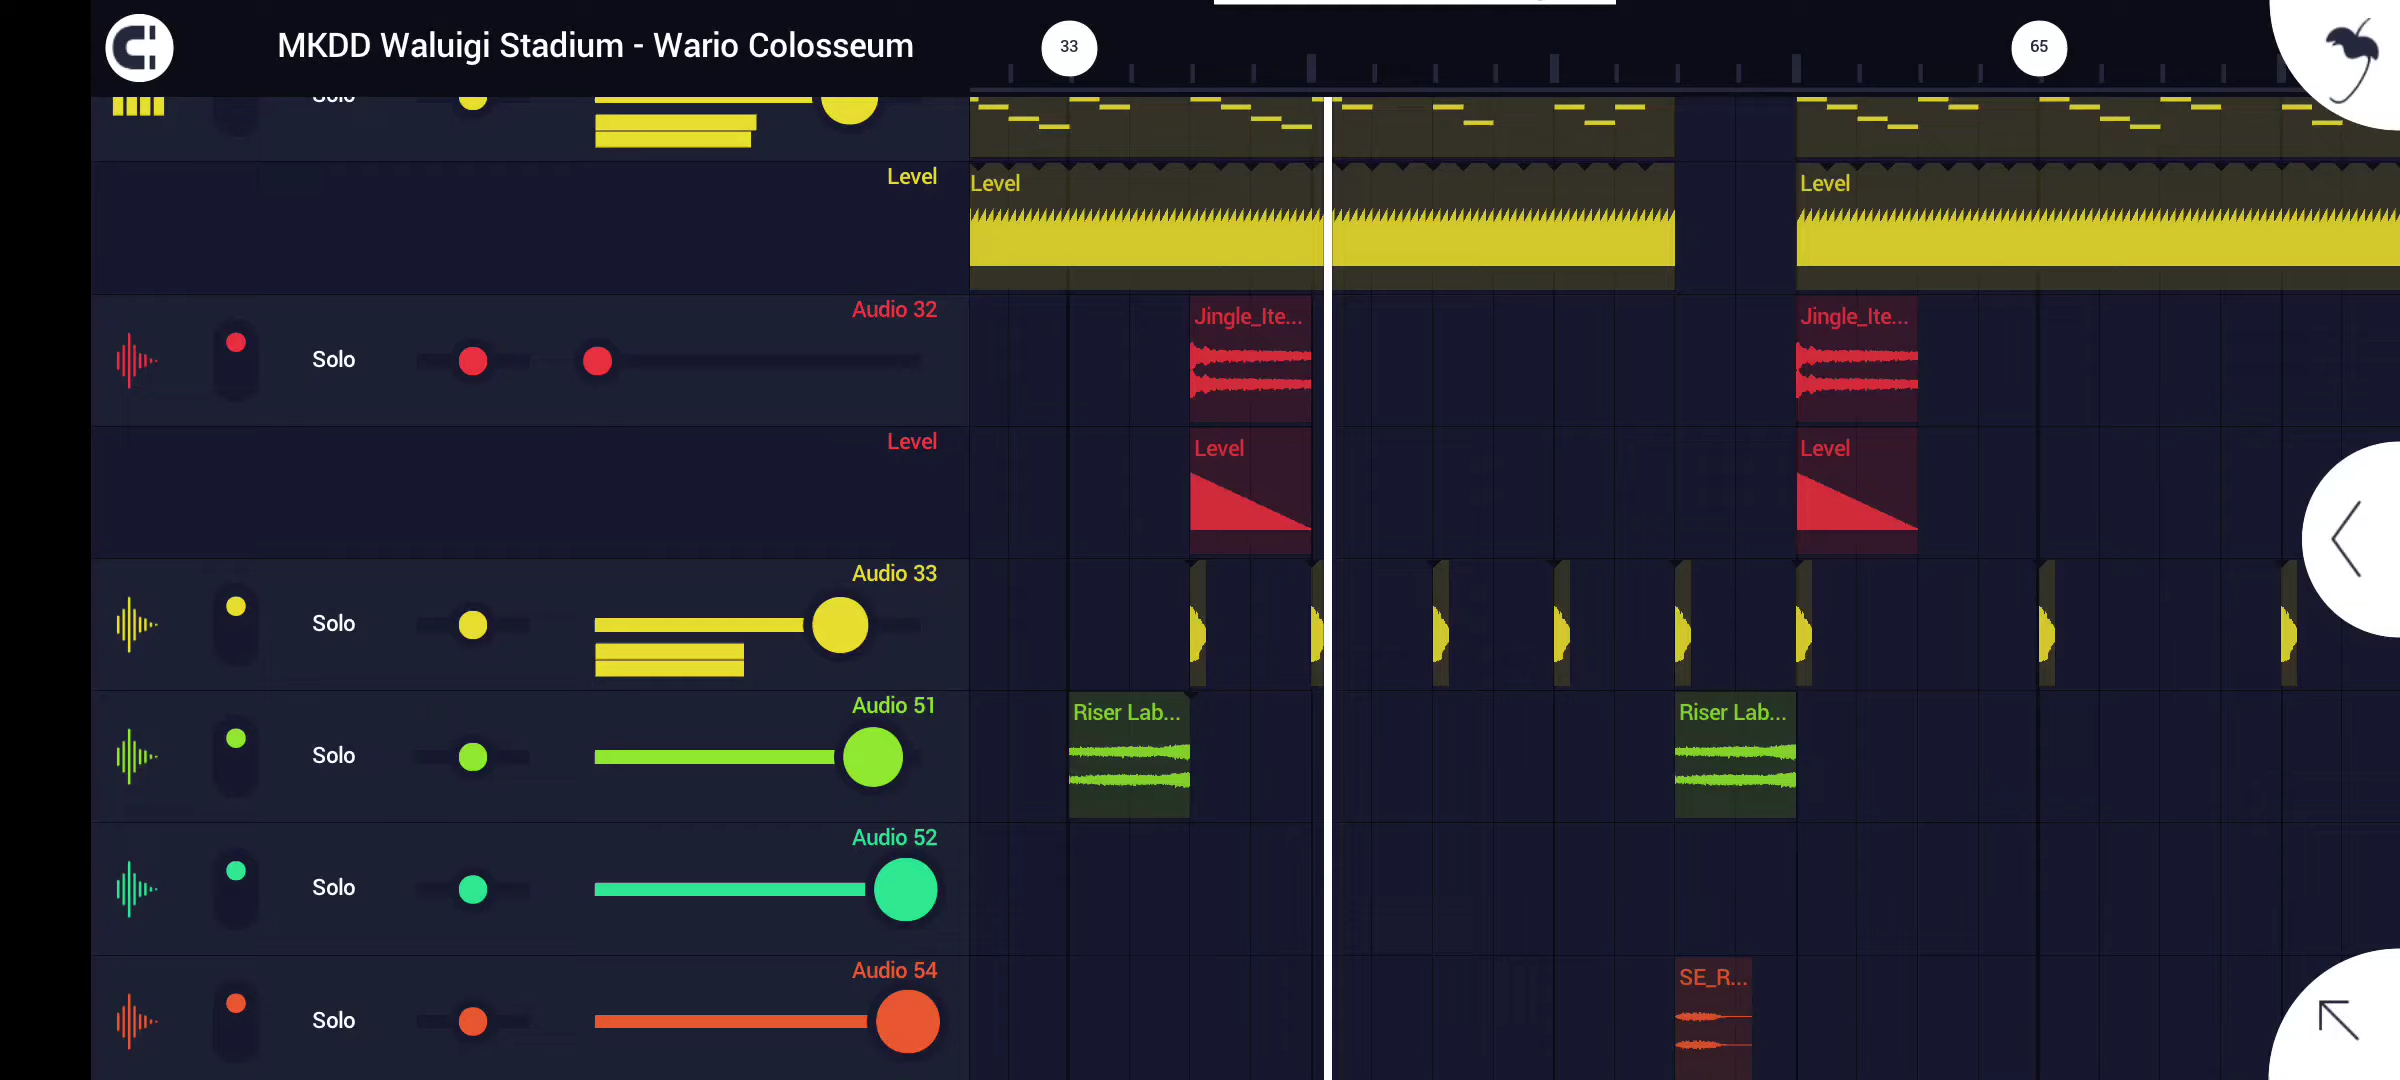 MKDD Waluigi Stadium - Wario Colosseum
33
65
Solo
Level
Level
Level
Audio 32
Solo
Jingle_Ite...
Jingle_Ite...
Level
Level
Level
Audio 33
Solo
Audio 51
Solo
Riser Lab...
Riser Lab...
Audio 52
Solo
Audio 54
Solo
SE_R...